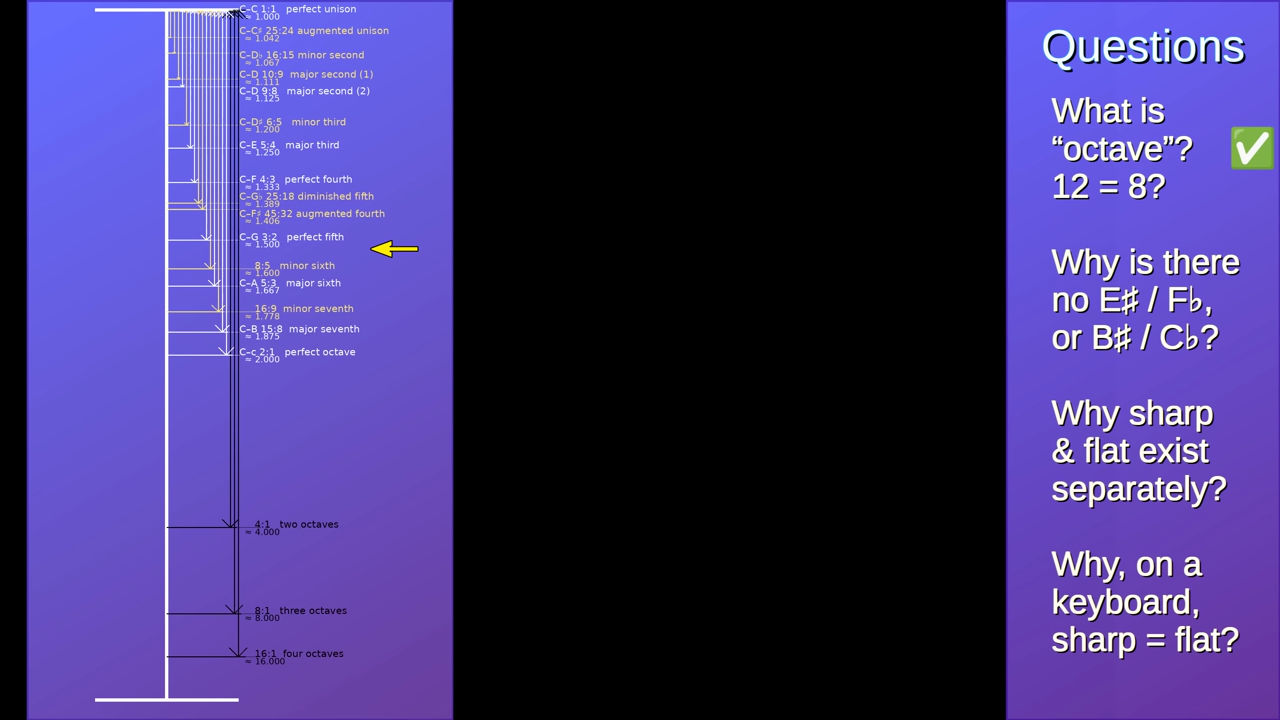 C–C 1:1 perfect unison
≈ 1.000
C–C♯ 25:24 augmented unison
≈ 1.042
C–D♭ 16:15 minor second
≈ 1.067
C–D 10:9 major second (1)
≈ 1.111
C–D 9:8 major second (2)
≈ 1.125
C–D♯ 6:5 minor third
≈ 1.200
C–E 5:4 major third
≈ 1.250
C–F 4:3 perfect fourth
≈ 1.333
C–G♭ 25:18 diminished fifth
≈ 1.389
C–F♯ 45:32 augmented fourth
≈ 1.406
C–G 3:2 perfect fifth
≈ 1.500
8:5 minor sixth
≈ 1.600
C–A 5:3 major sixth
≈ 1.667
16:9 minor seventh
≈ 1.778
C–B 15:8 major seventh
≈ 1.875
C–c 2:1 perfect octave
≈ 2.000
4:1 two octaves
≈ 4.000
8:1 three octaves
≈ 8.000
16:1 four octaves
≈ 16.000
Questions
What is
“octave”?
12 = 8?
Why is there
no E♯ / F♭,
or B♯ / C♭?
Why sharp
& flat exist
separately?
Why, on a
keyboard,
sharp = flat?